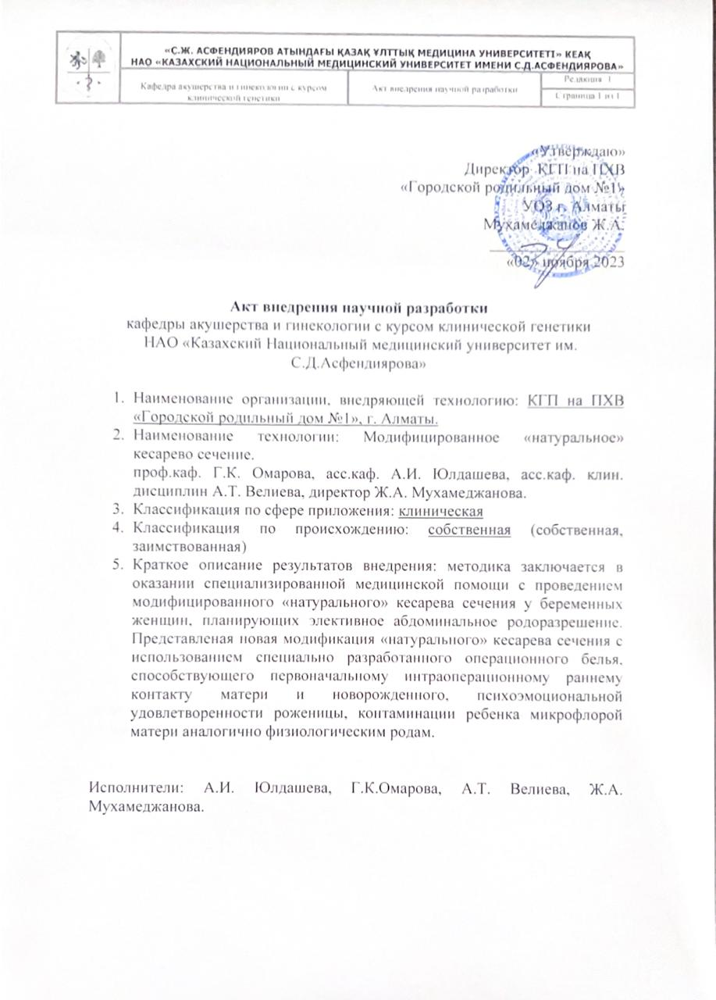 «С.Ж. АСФЕНДИЯРОВ АТЫНДАҒЫ ҚАЗАҚ ҰЛТТЫҚ МЕДИЦИНА УНИВЕРСИТЕТІ» КЕАҚ
НАО «КАЗАХСКИЙ НАЦИОНАЛЬНЫЙ МЕДИЦИНСКИЙ УНИВЕРСИТЕТ ИМЕНИ С.Д.АСФЕНДИЯРОВА»
Кафедра акушерства и гинекологии с курсом
клинической генетики
Акт внедрения научной разработки
Редакция 1
Страница 1 из 1
«Утверждаю»
Директор КГП на ПХВ
«Городской родильный дом №1»
УОЗ г. Алматы
Мухамеджанов Ж.А.
«02» ноября 2023
Акт внедрения научной разработки
кафедры акушерства и гинекологии с курсом клинической генетики
НАО «Казахский Национальный медицинский университет им.
С.Д.Асфендиярова»
1. Наименование организации, внедряющей технологию: КГП на ПХВ
«Городской родильный дом №1», г. Алматы.
2. Наименование технологии: Модифицированное «натуральное»
кесарево сечение.
проф.каф. Г.К. Омарова, асс.каф. А.И. Юлдашева, асс.каф. клин.
дисциплин А.Т. Велиева, директор Ж.А. Мухамеджанова.
3. Классификация по сфере приложения: клиническая
4. Классификация по происхождению: собственная (собственная,
заимствованная)
5. Краткое описание результатов внедрения: методика заключается в
оказании специализированной медицинской помощи с проведением
модифицированного «натурального» кесарева сечения у беременных
женщин, планирующих элективное абдоминальное родоразрешение.
Представленая новая модификация «натурального» кесарева сечения с
использованием специально разработанного операционного белья,
способствующего первоначальному интраоперационному раннему
контакту матери и новорожденного, психоэмоциональной
удовлетворенности роженицы, контаминации ребенка микрофлорой
матери аналогично физиологическим родам.
Исполнители: А.И. Юлдашева, Г.К.Омарова, А.Т. Велиева, Ж.А.
Мухамеджанова.